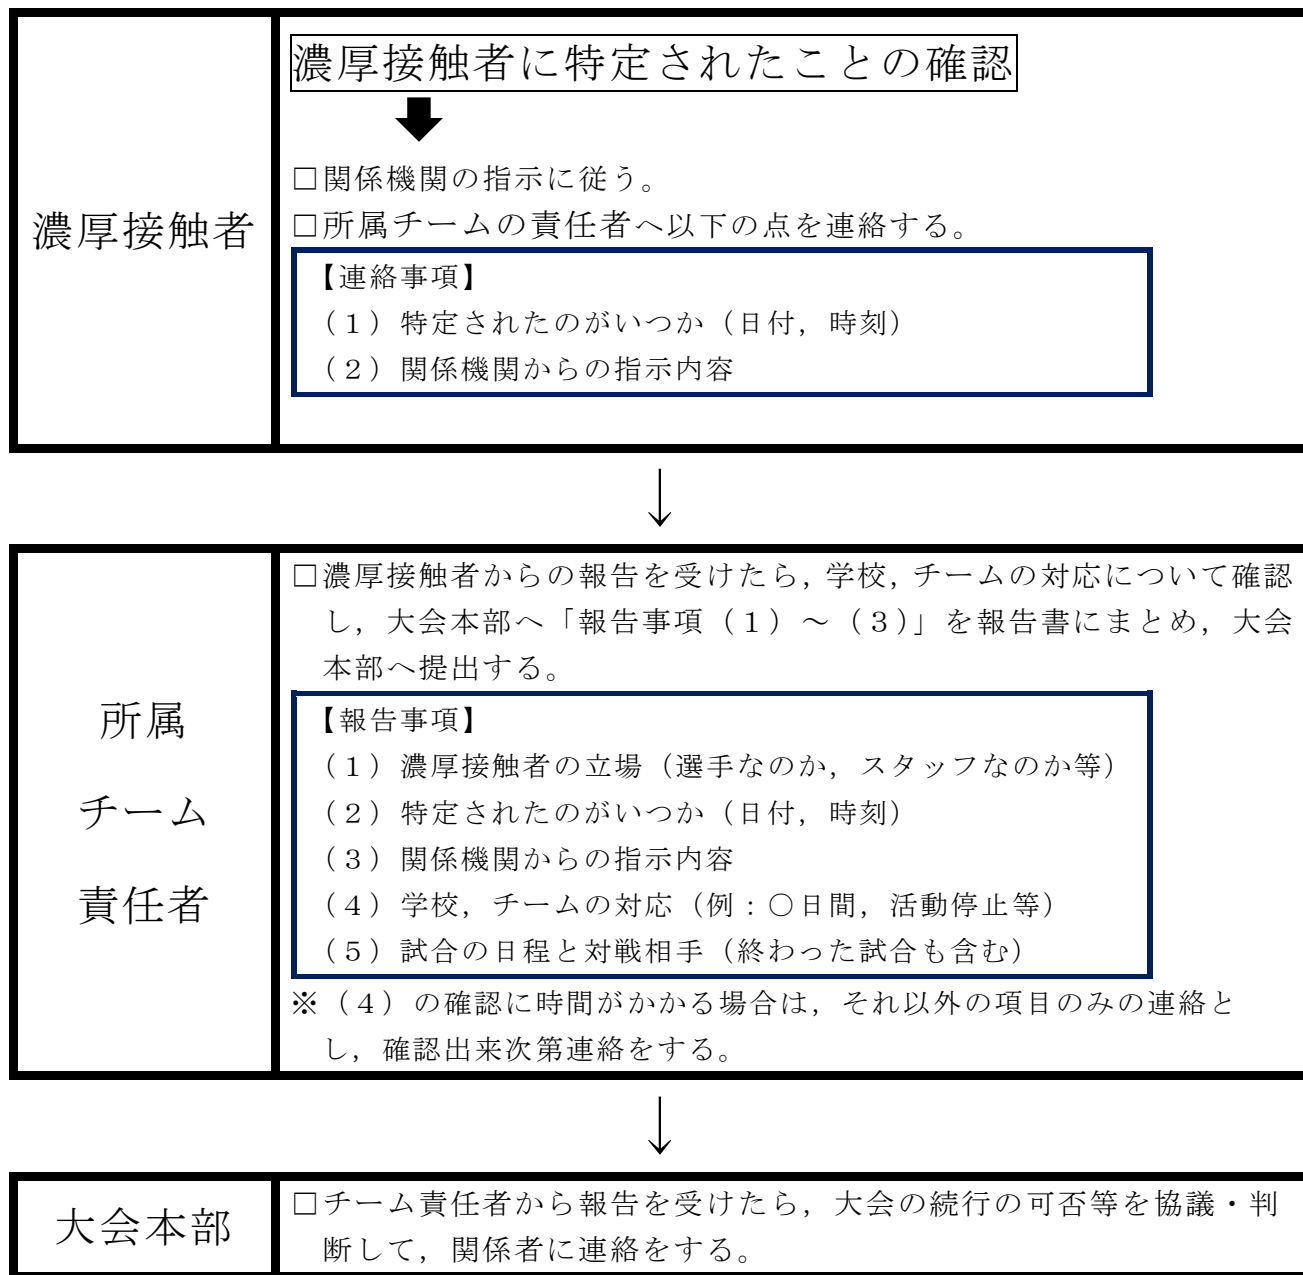 濃厚接触者
濃厚接触者に特定されたことの確認
□関係機関の指示に従う。
□所属チームの責任者へ以下の点を連絡する。
【連絡事項】
（１）特定されたのがいつか（日付，時刻）
（２）関係機関からの指示内容
↓
所属
チーム
責任者
□濃厚接触者からの報告を受けたら，学校，チームの対応について確認
し，大会本部へ「報告事項（１）～（３）」を報告書にまとめ，大会
本部へ提出する。
【報告事項】
（１）濃厚接触者の立場（選手なのか，スタッフなのか等）
（２）特定されたのがいつか（日付，時刻）
（３）関係機関からの指示内容
（４）学校，チームの対応（例：○日間，活動停止等）
（５）試合の日程と対戦相手（終わった試合も含む）
※（４）の確認に時間がかかる場合は，それ以外の項目のみの連絡と
し，確認出来次第連絡をする。
↓
大会本部
□チーム責任者から報告を受けたら，大会の続行の可否等を協議・判
断して，関係者に連絡をする。